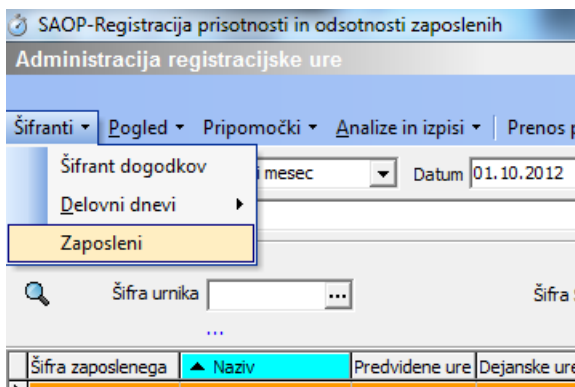 SAOP-Registracija prisotnosti in odsotnosti zaposlenih
Administracija registracijske ure
Šifranti Pogled Pripomočki Analize in izpisi Prenos
Šifrant dogodkov
mesec Datum 01.10.2012
Delovni dnevi
Zaposleni
Šifra urnika ... Šifra
...
Šifra zaposlenega Naziv Predvidene ure Dejanske ure